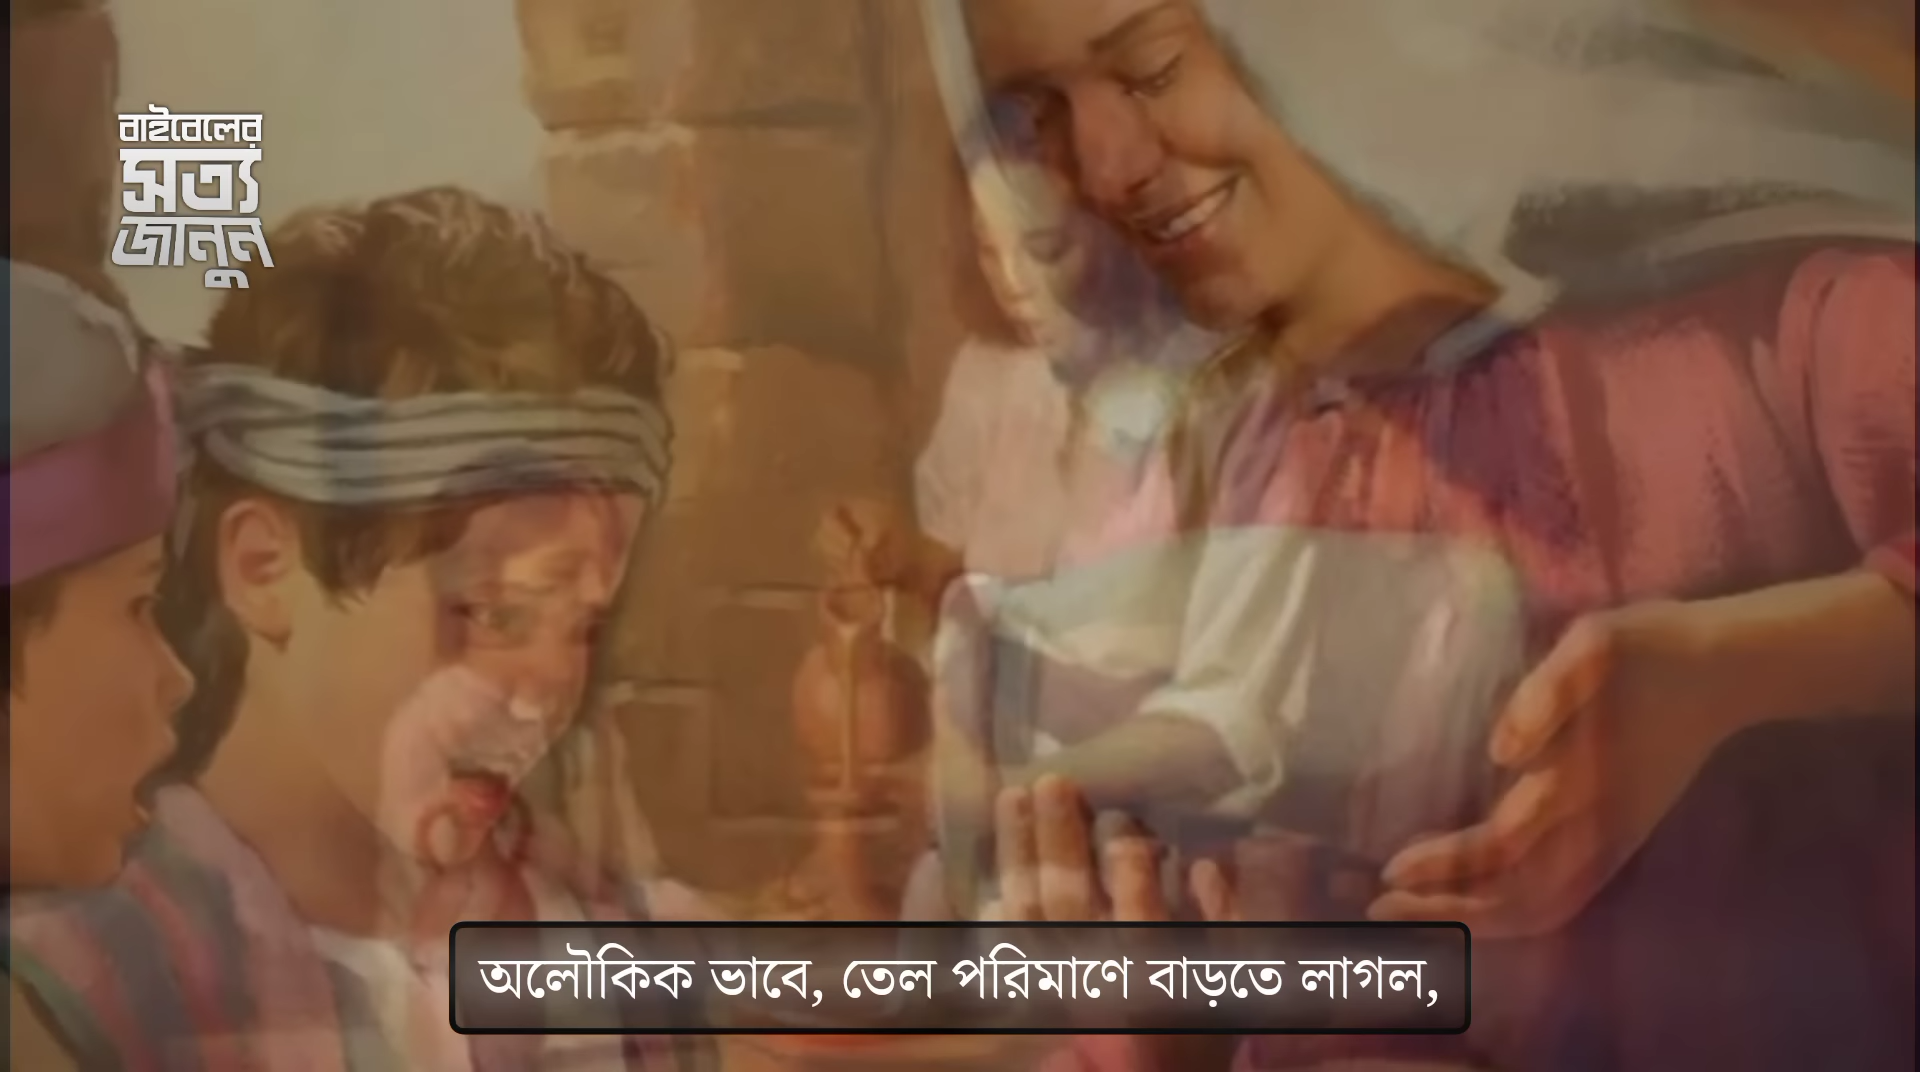 বাইবেলের
সত্য
জানুন
অলৌকিক ভাবে, তেল পরিমাণে বাড়তে লাগল,